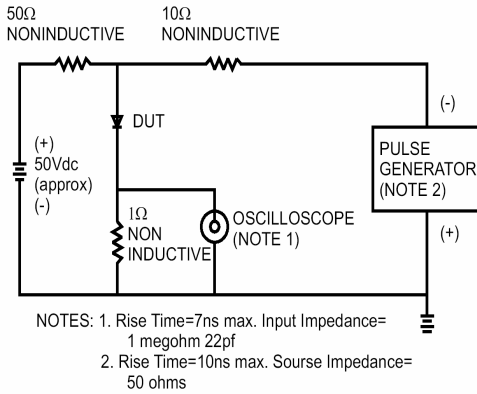 50Ω
NONINDUCTIVE
10Ω
NONINDUCTIVE
DUT
(+)
50Vdc
(approx)
(-)
1Ω
NON
INDUCTIVE
OSCILLOSCOPE
(NOTE 1)
(-)
PULSE
GENERATOR
(NOTE 2)
(+)
NOTES: 1. Rise Time=7ns max. Input Impedance=
1 megohm 22pf
2. Rise Time=10ns max. Sourse Impedance=
50 ohms